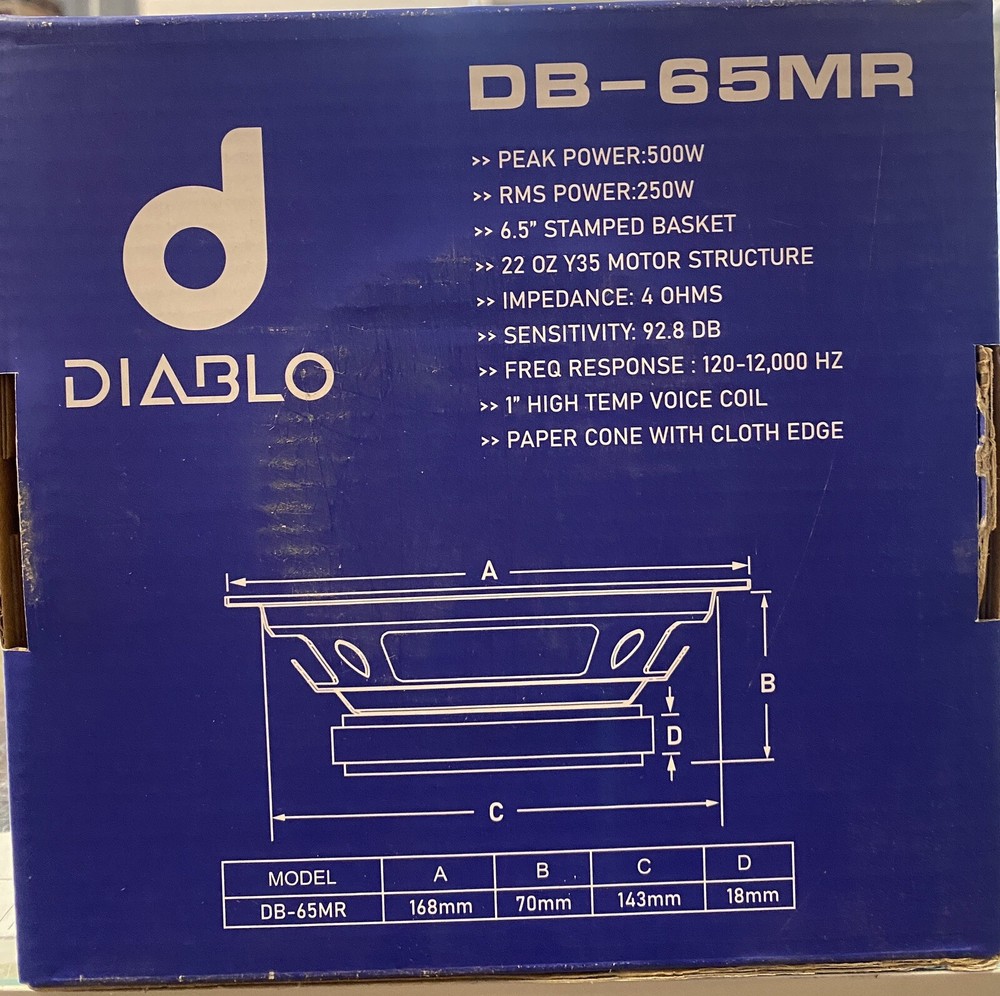 DB-65MR
>> PEAK POWER:500W
>> RMS POWER:250W
>> 6.5” STAMPED BASKET
>> 22 OZ Y35 MOTOR STRUCTURE
>> IMPEDANCE: 4 OHMS
>> SENSITIVITY: 92.8 DB
>> FREQ RESPONSE : 120-12,000 HZ
>> 1” HIGH TEMP VOICE COIL
>> PAPER CONE WITH CLOTH EDGE
d
DIABLO
A
B
D
C
MODEL A B C D
DB-65MR 168mm 70mm 143mm 18mm